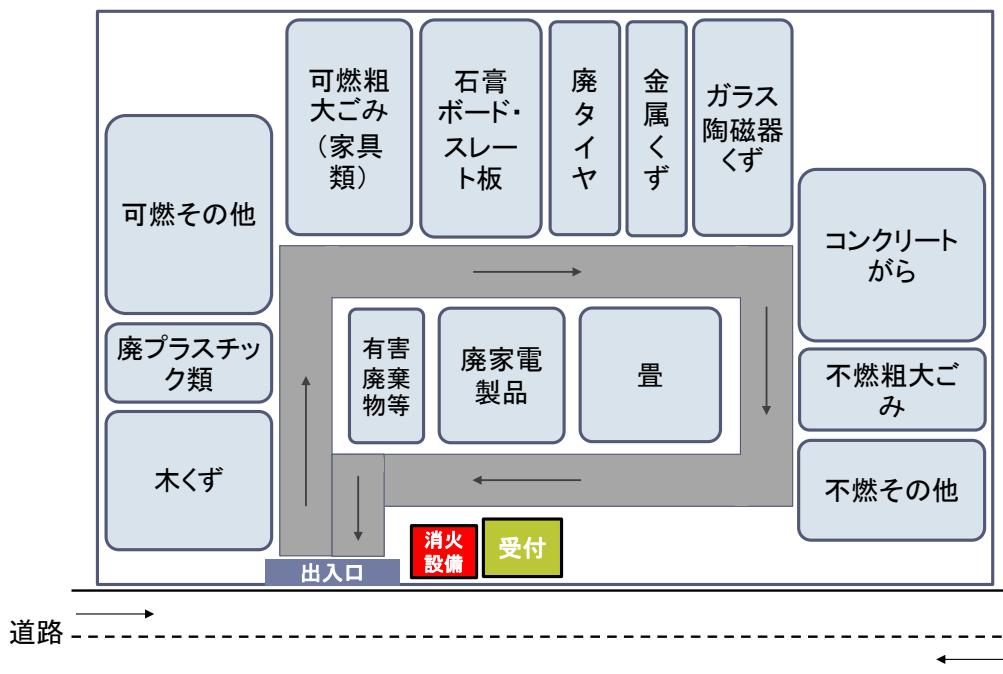 可燃粗
大ごみ
（家具
類）
石膏
ボード・
スレー
ト板
廃タイヤ
金属くず
ガラス
陶磁器
くず
可燃その他
コンクリート
がら
廃プラスチッ
ク類
有害
廃棄
物等
廃家電
製品
畳
不燃粗大ご
み
木くず
不燃その他
消火
設備
受付
出入口
道路